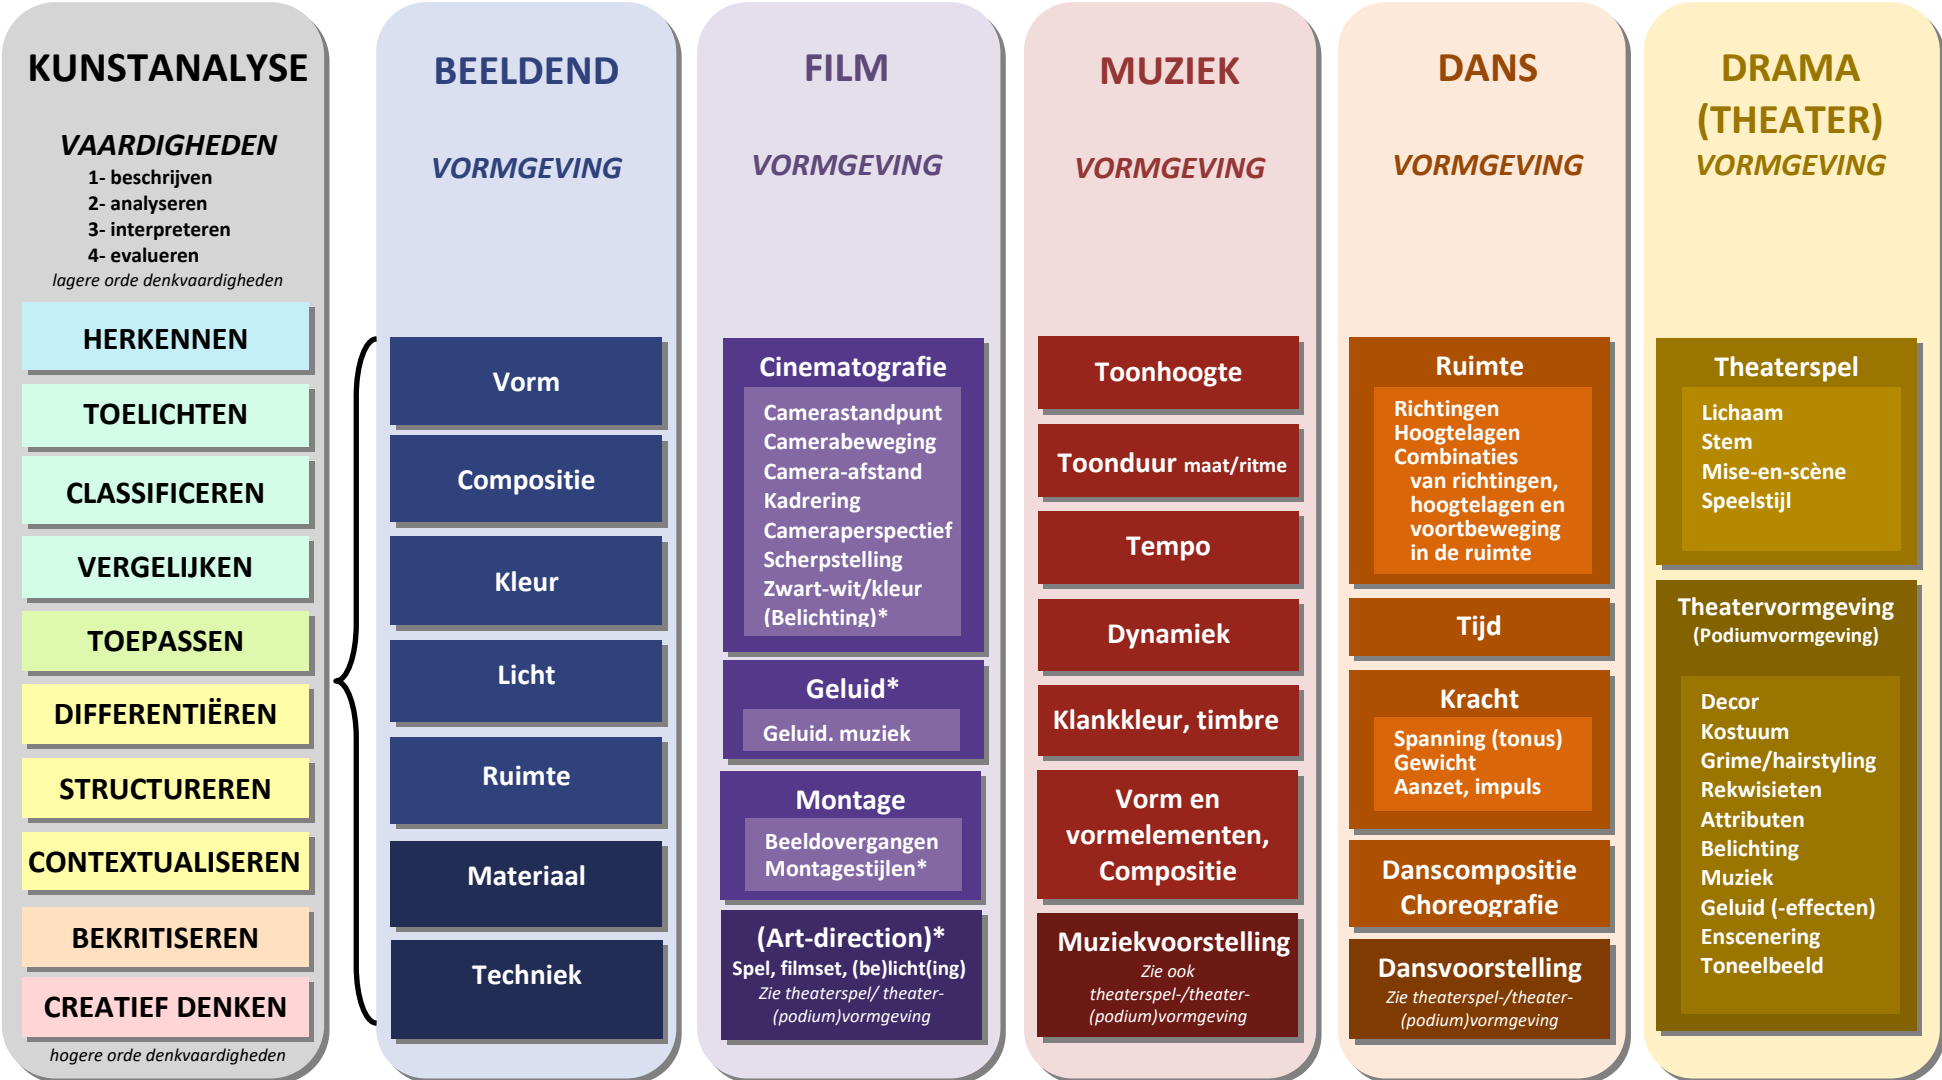 KUNSTANALYSE
VAARDIGHEDEN
1- beschrijven
2- analyseren
3- interpreteren
4- evalueren
lagere orde denkvaardigheden
HERKENNEN
TOELICHTEN
CLASSIFICEREN
VERGELIJKEN
TOEPASSEN
DIFFERENTIËREN
STRUCTUREREN
CONTEXTUALISEREN
BEKRITISEREN
CREATIEF DENKEN
hogere orde denkvaardigheden
BEELDEND
VORMGEVING
Vorm
Compositie
Kleur
Licht
Ruimte
Materiaal
Techniek
FILM
VORMGEVING
Cinematografie
Camerastandpunt
Camerabeweging
Camera-afstand
Kadrering
Cameraperspectief
Scherpstelling
Zwart-wit/kleur
(Belichting)*
Geluid*
Geluid. muziek
Montage
Beeldovergangen
Montagestijlen*
(Art-direction)*
Spel, filmset, (be)licht(ing)
Zie theaterspel/ theater-
(podium)vormgeving
MUZIEK
VORMGEVING
Toonhoogte
Toonduur maat/ritme
Tempo
Dynamiek
Klankkleur, timbre
Vorm en
vormelementen,
Compositie
Muziekvoorstelling
Zie ook
theaterspel-/theater-
(podium)vormgeving
DANS
VORMGEVING
Ruimte
Richtingen
Hoogtelagen
Combinaties
van richtingen,
hoogtelagen en
voortbeweging
in de ruimte
Tijd
Kracht
Spanning (tonus)
Gewicht
Aanzet, impuls
Danscompositie
Choreografie
Dansvoorstelling
Zie theaterspel-/theater-
(podium)vormgeving
DRAMA
(THEATER)
VORMGEVING
Theaterspel
Lichaam
Stem
Mise-en-scène
Speelstijl
Theatervormgeving
(Podiumvormgeving)
Decor
Kostuum
Grime/hairstyling
Rekwisieten
Attributen
Belichting
Muziek
Geluid (-effecten)
Enscenering
Toneelbeeld